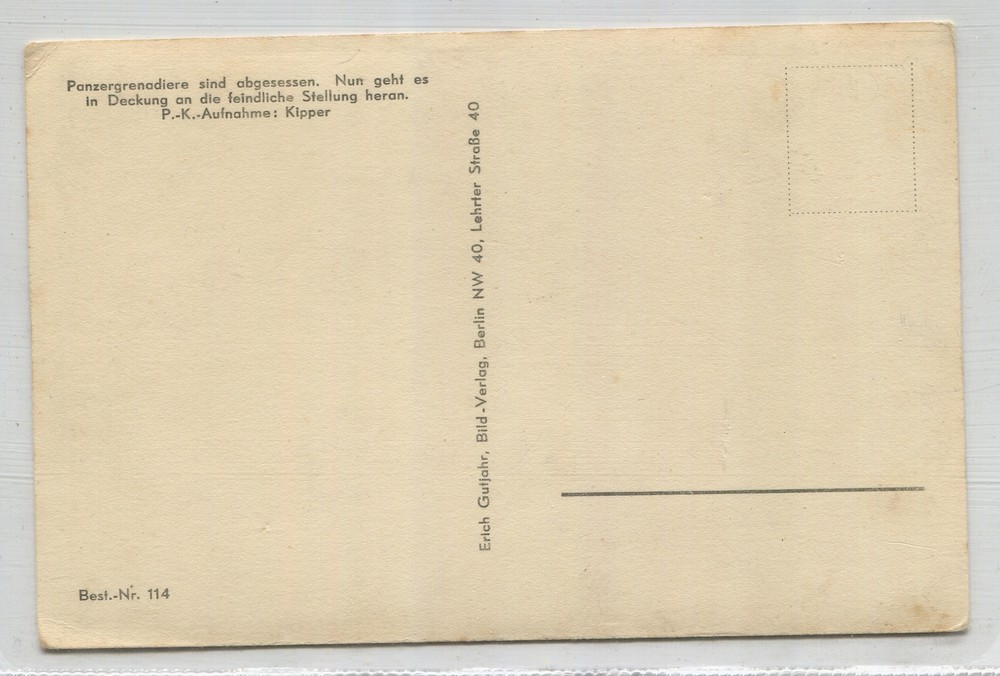 Panzergrenadiere sind abgesessen. Nun geht es
in Deckung an die feindliche Stellung heran.
P.-K.-Aufnahme: Kipper
Erich Gutjahr, Bild-Verlag, Berlin NW 40, Lehrter Straße 40
Best.-Nr. 114